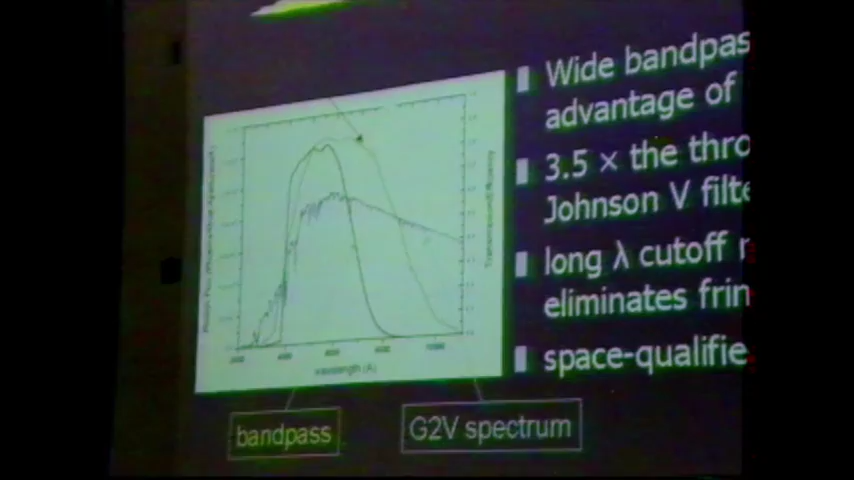 Wide bandpas
advantage of
3.5 × the thro
Johnson V filte
long λ cutoff
eliminates frin
space-qualifie
wavelength (A)
bandpass
G2V spectrum